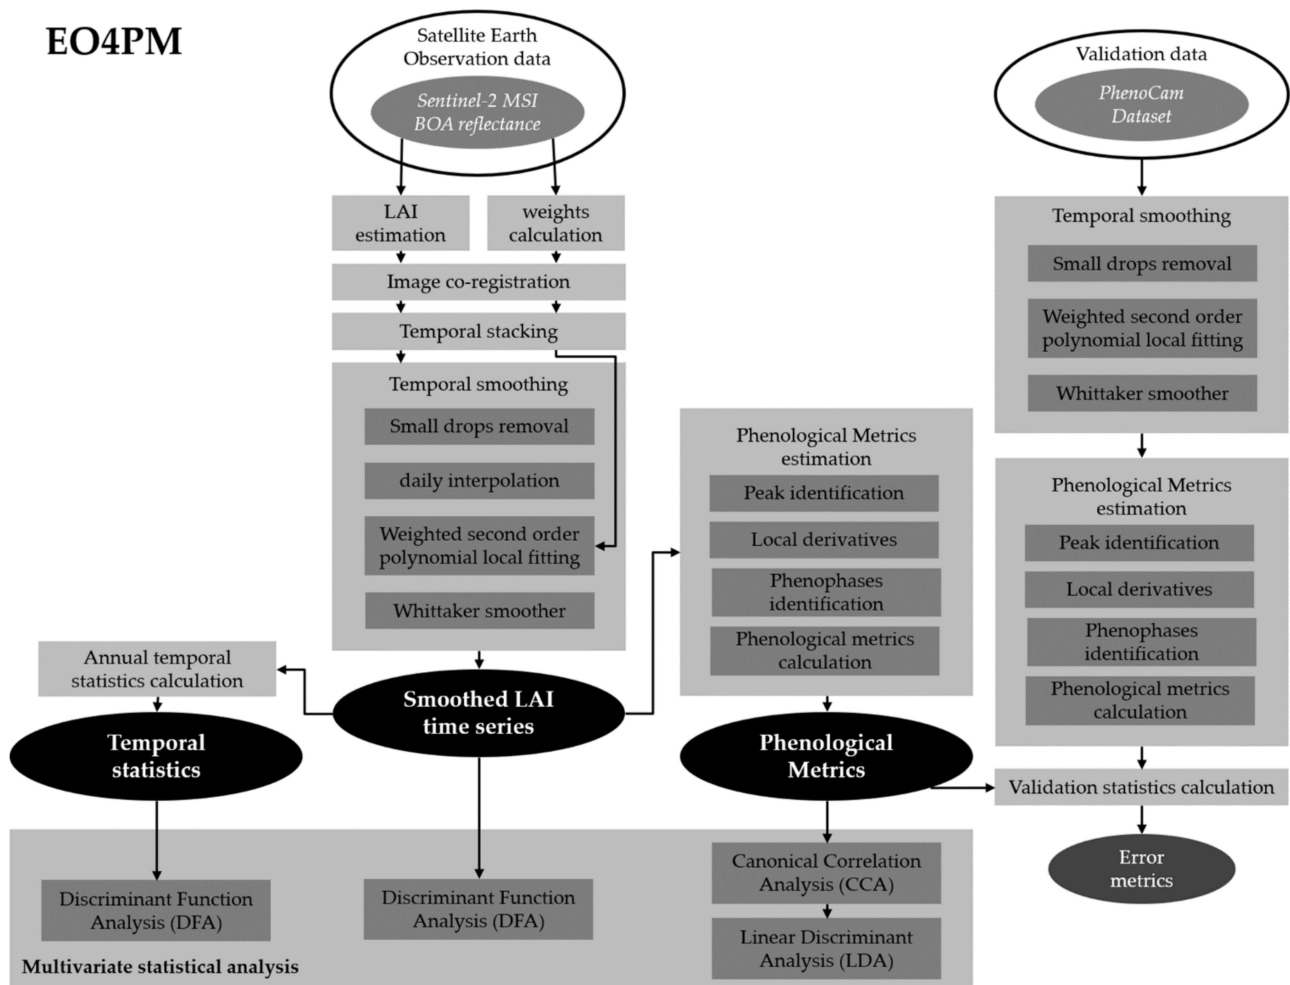 EO4PM
Satellite Earth
Observation data
Sentinel-2 MSI
BOA reflectance
LAI
estimation
weights
calculation
Image co-registration
Temporal stacking
Temporal smoothing
Small drops removal
daily interpolation
Weighted second order
polynomial local fitting
Whittaker smoother
Smoothed LAI
time series
Annual temporal
statistics calculation
Temporal
statistics
Phenological Metrics
estimation
Peak identification
Local derivatives
Phenophases
identification
Phenological metrics
calculation
Phenological
Metrics
Validation data
PhenoCam
Dataset
Temporal smoothing
Small drops removal
Weighted second order
polynomial local fitting
Whittaker smoother
Phenological Metrics
estimation
Peak identification
Local derivatives
Phenophases
identification
Phenological metrics
calculation
Validation statistics calculation
Error
metrics
Discriminant Function
Analysis (DFA)
Discriminant Function
Analysis (DFA)
Canonical Correlation
Analysis (CCA)
Linear Discriminant
Analysis (LDA)
Multivariate statistical analysis